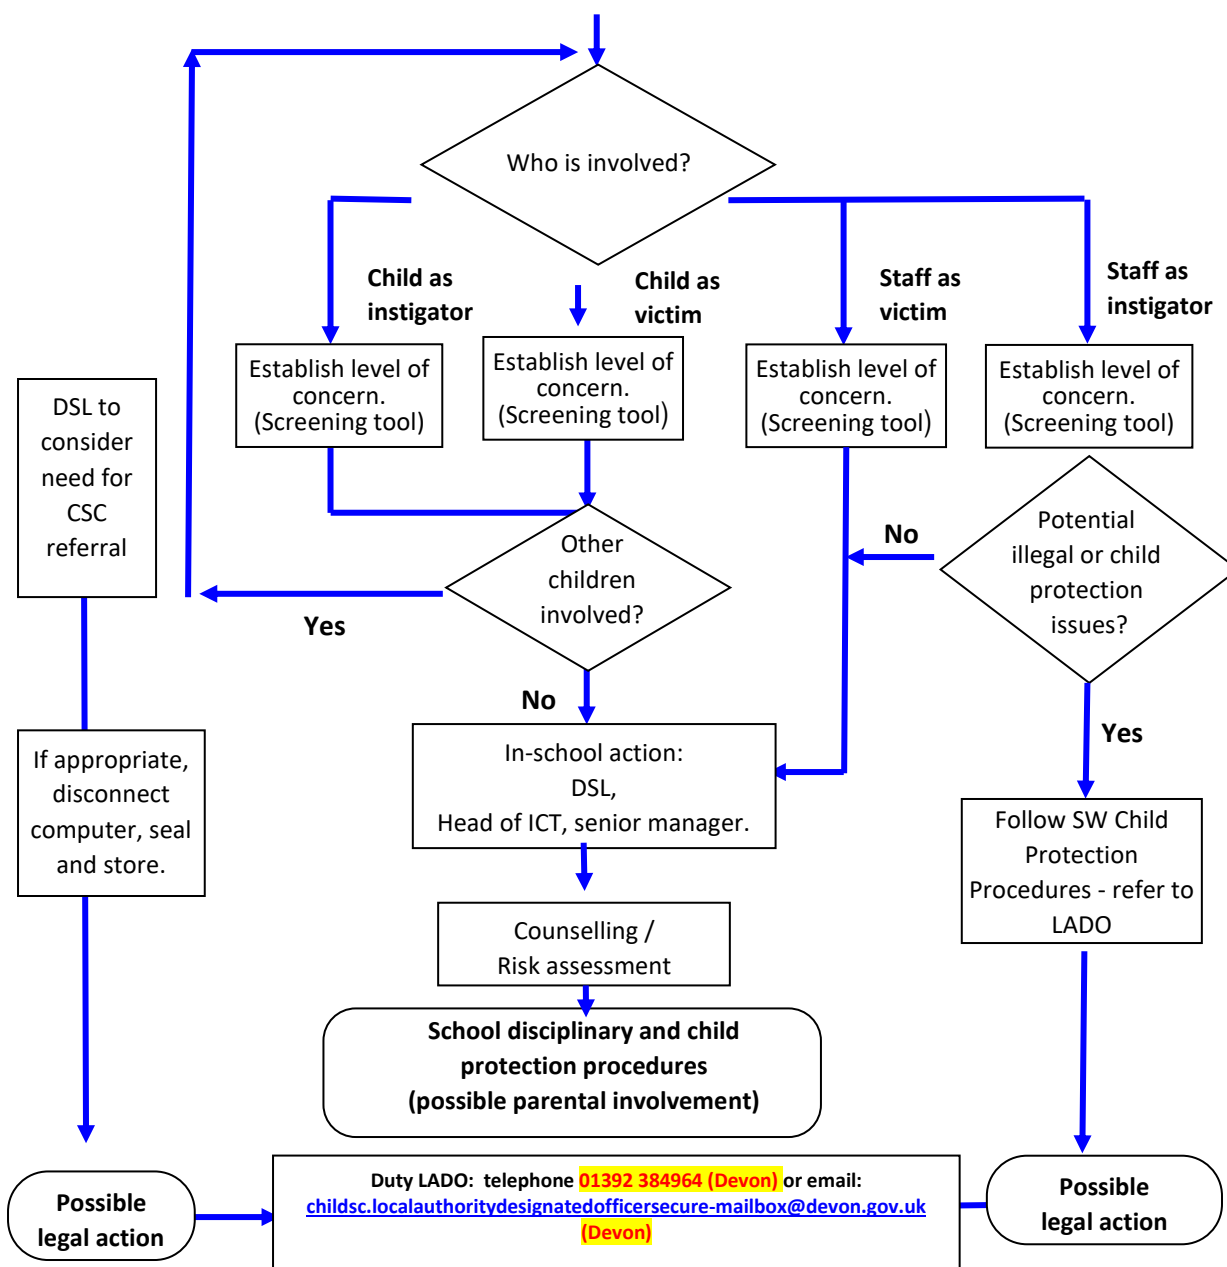 Who is involved?
Child as
instigator
Child as
victim
Staff as
victim
Staff as
instigator
Establish level of
concern.
(Screening tool)
Establish level of
concern.
(Screening tool)
Establish level of
concern.
(Screening tool)
Establish level of
concern.
(Screening tool)
DSL to
consider
need for
CSC
referral
Other
children
involved?
Yes
No
No
Potential
illegal or child
protection
issues?
Yes
If appropriate,
disconnect
computer, seal
and store.
In-school action:
DSL,
Head of ICT, senior manager.
Follow SW Child
Protection
Procedures - refer to
LADO
Counselling /
Risk assessment
School disciplinary and child
protection procedures
(possible parental involvement)
Possible
legal action
Duty LADO: telephone 01392 384964 (Devon) or email:
childsc.localauthoritydesignatedofficersecure-mailbox@devon.gov.uk
(Devon)
Possible
legal action